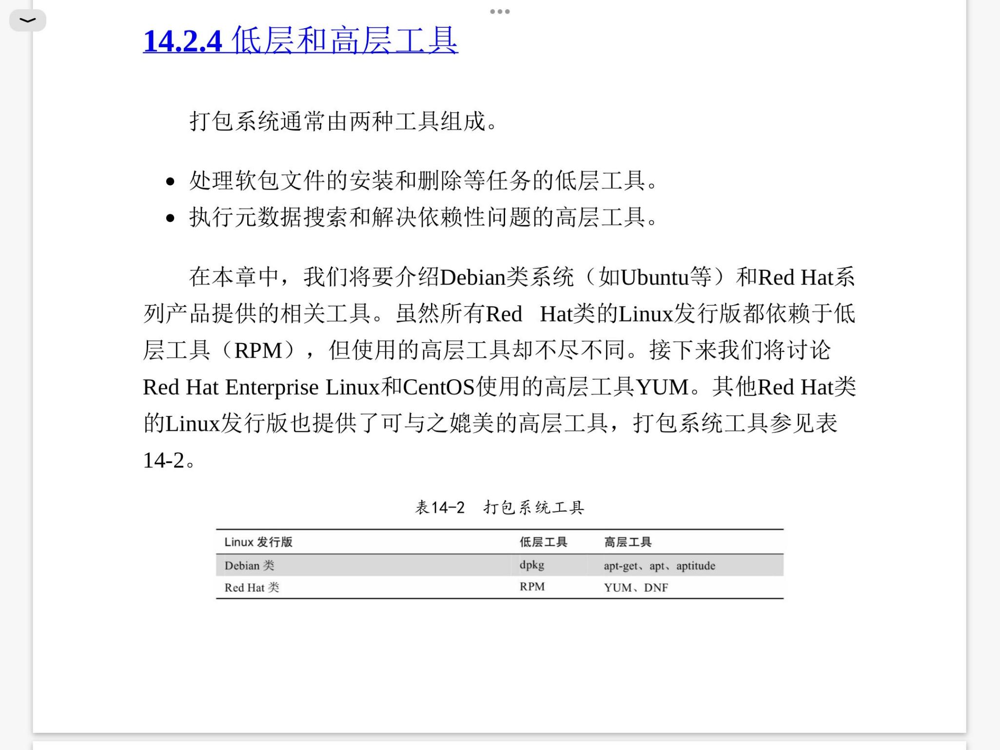 14.2.4 低层和高层工具
打包系统通常由两种工具组成。
• 处理软包文件的安装和删除等任务的低层工具。
• 执行元数据搜索和解决依赖性问题的高层工具。
在本章中，我们将要介绍Debian类系统（如Ubuntu等）和Red Hat系
列产品提供的相关工具。虽然所有Red Hat类的Linux发行版都依赖于低
层工具（RPM），但使用的高层工具却不尽不同。接下来我们将讨论
Red Hat Enterprise Linux和CentOS使用的高层工具YUM。其他Red Hat类
的Linux发行版也提供了可与之媲美的高层工具，打包系统工具参见表
14-2。
表14-2 打包系统工具
Linux 发行版 低层工具 高层工具
Debian 类 dpkg apt-get、apt、aptitude
Red Hat 类 RPM YUM、DNF